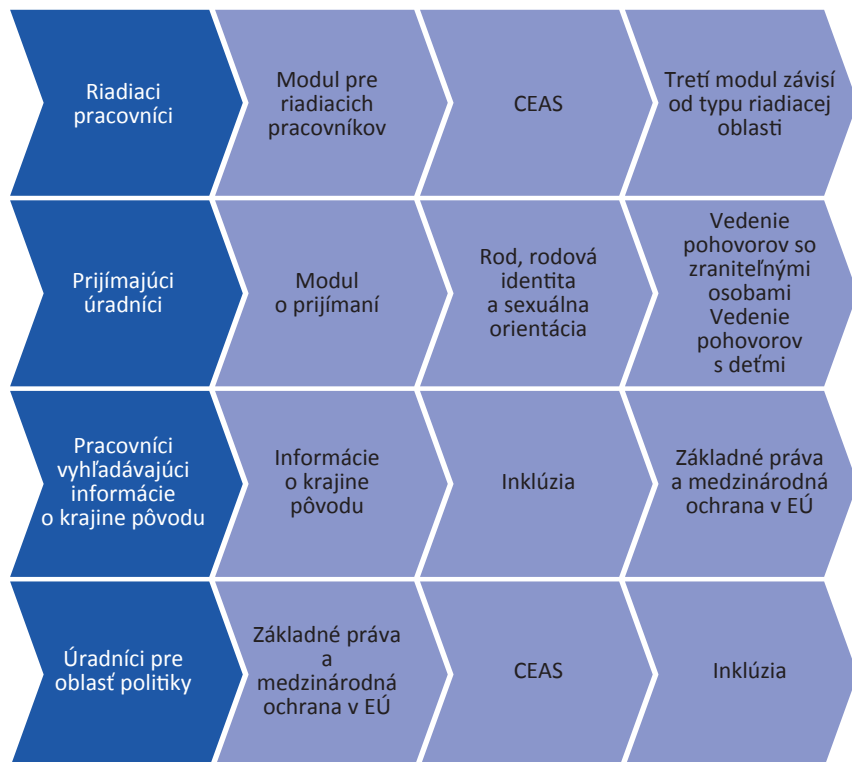 Riadiaci
pracovníci
Modul pre
riadiacich
pracovníkov
CEAS
Tretí modul závisí
od typu riadiacej
oblasti
Prijímajúci
úradníci
Modul
o prijímaní
Rod, rodová
identita
a sexuálna
orientácia
Vedenie
pohovorov so
zraniteľnými
osobami
Vedenie
pohovorov
s deťmi
Pracovníci
vyhľadávajúci
informácie
o krajine pôvodu
Informácie
o krajine
pôvodu
Inklúzia
Základné práva
a medzinárodná
ochrana v EÚ
Úradníci pre
oblasť politiky
Základné práva
a
medzinárodná
ochrana v EÚ
CEAS
Inklúzia